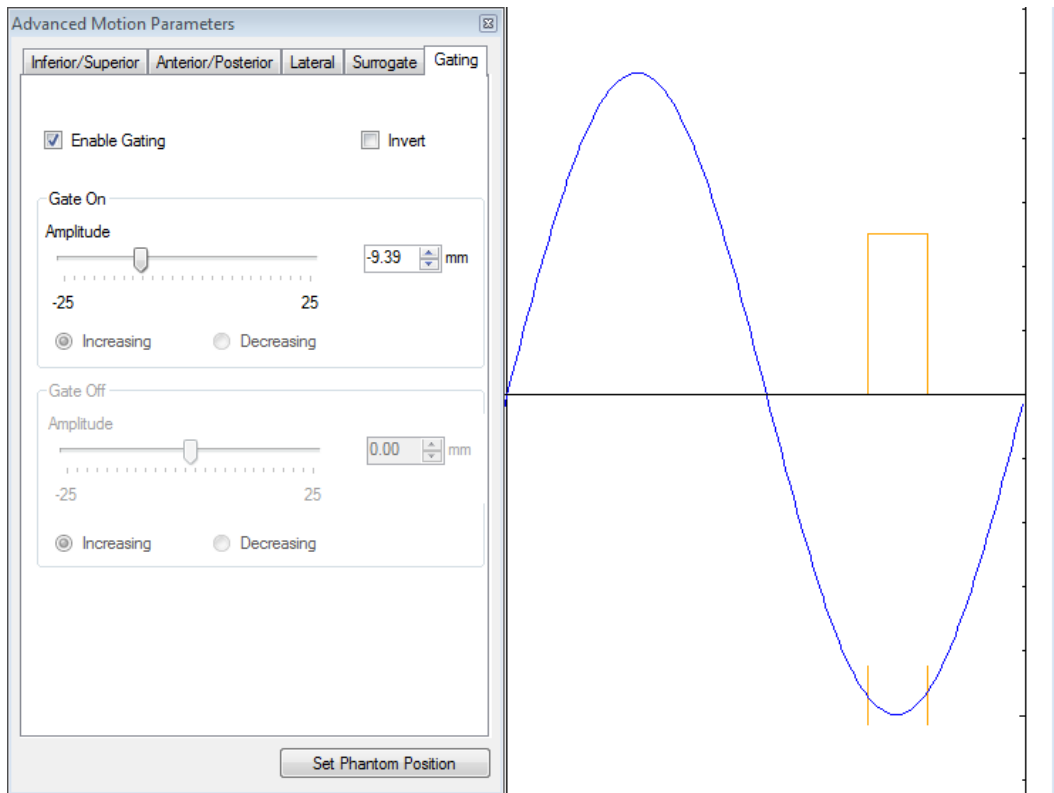 Advanced Motion Parameters
Inferior/Superior Anterior/Posterior Lateral Surrogate Gating
Enable Gating Invert
Gate On
Amplitude
-9.39 mm
-25 25
Increasing Decreasing
Gate Off
Amplitude
0.00 mm
-25 25
Increasing Decreasing
Set Phantom Position